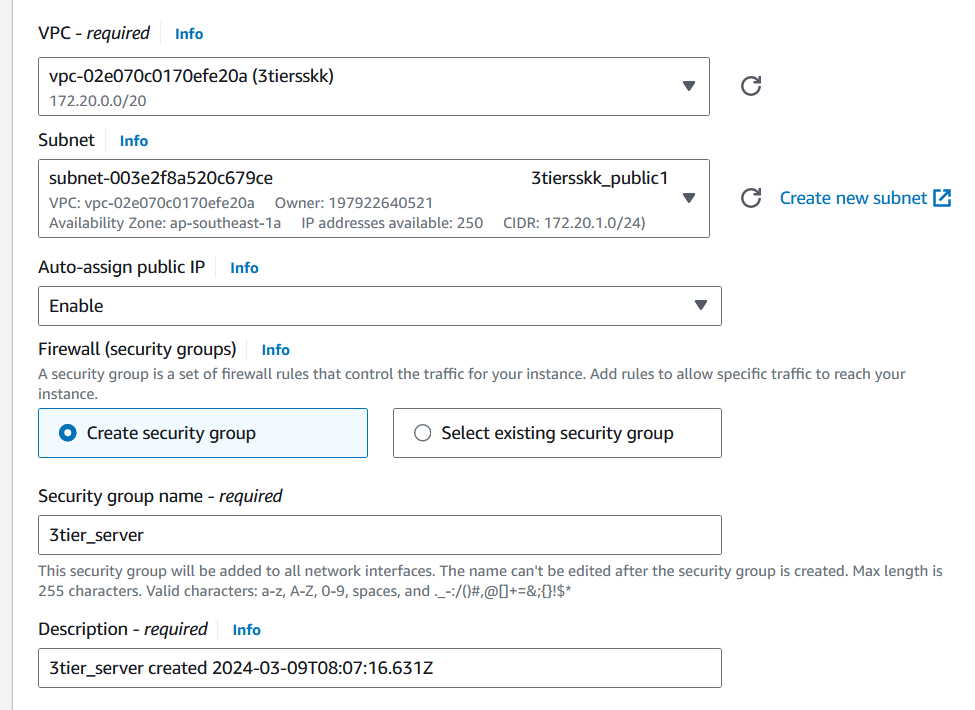 VPC - required Info
vpc-02e070c0170efe20a (3tiersskk)
172.20.0.0/20
Subnet Info
subnet-003e2f8a520c679ce 3tiersskk_public1
VPC: vpc-02e070c0170efe20a Owner: 197922640521
Availability Zone: ap-southeast-1a IP addresses available: 250 CIDR: 172.20.1.0/24)
Create new subnet
Auto-assign public IP Info
Enable
Firewall (security groups) Info
A security group is a set of firewall rules that control the traffic for your instance. Add rules to allow specific traffic to reach your
instance.
Create security group Select existing security group
Security group name - required
3tier_server
This security group will be added to all network interfaces. The name can't be edited after the security group is created. Max length is
255 characters. Valid characters: a-z, A-Z, 0-9, spaces, and ._-:/()#,@[]+=&;{}!$*
Description - required Info
3tier_server created 2024-03-09T08:07:16.631Z